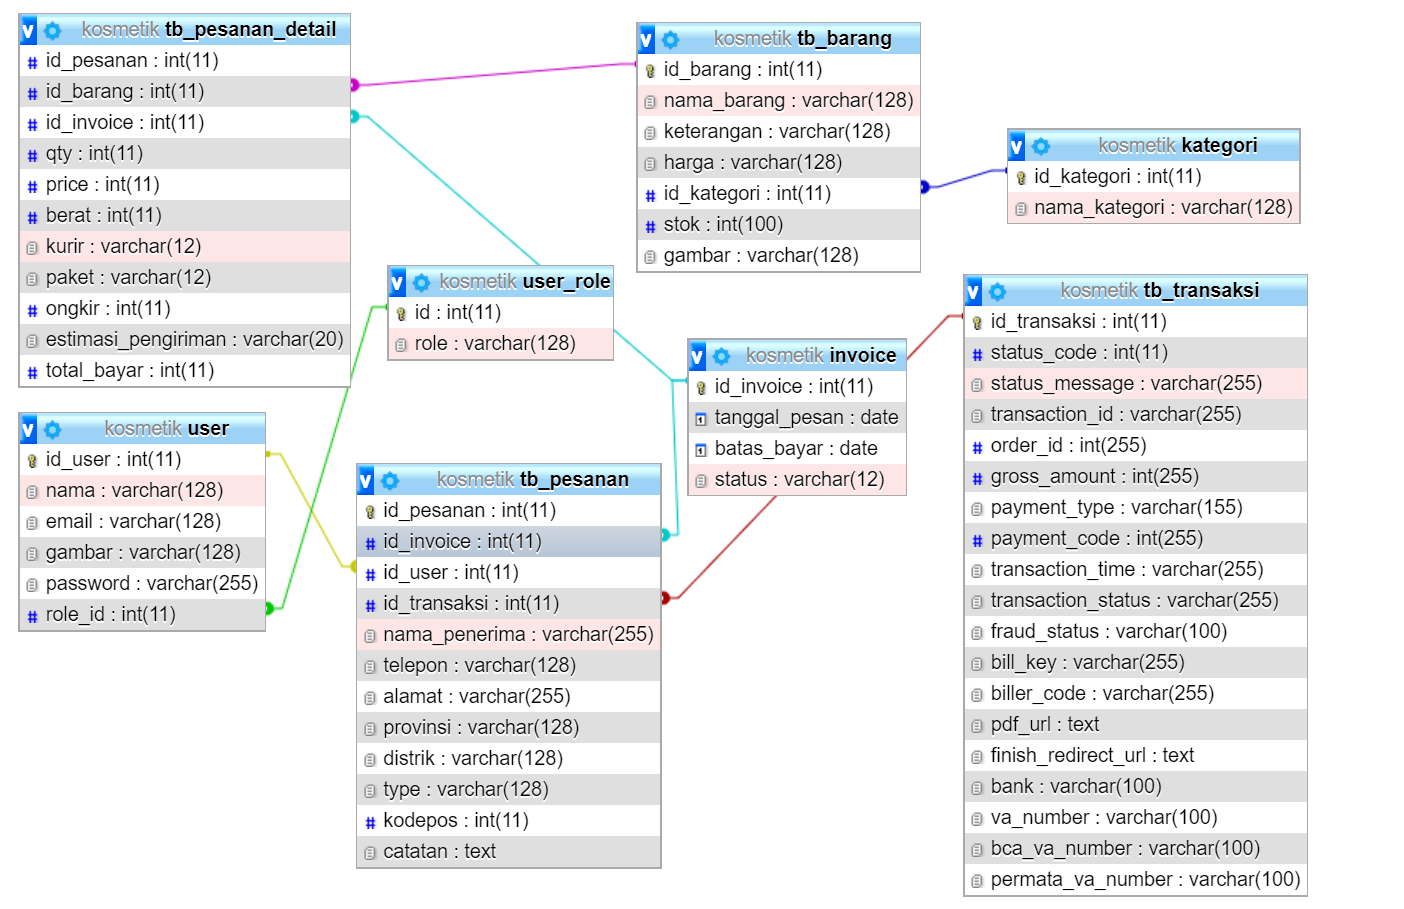 kosmetik tb_pesanan_detail
id_pesanan : int(11)
id_barang : int(11)
id_invoice : int(11)
qty : int(11)
price : int(11)
berat : int(11)
kurir : varchar(12)
paket : varchar(12)
ongkir : int(11)
estimasi_pengiriman : varchar(20)
total_bayar : int(11)
kosmetik tb_barang
id_barang : int(11)
nama_barang : varchar(128)
keterangan : varchar(128)
harga : varchar(128)
id_kategori : int(11)
stok : int(100)
gambar : varchar(128)
kosmetik kategori
id_kategori : int(11)
nama_kategori : varchar(128)
kosmetik user_role
id : int(11)
role : varchar(128)
kosmetik invoice
id_invoice : int(11)
tanggal_pesan : date
batas_bayar : date
status : varchar(12)
kosmetik tb_transaksi
id_transaksi : int(11)
status_code : int(11)
status_message : varchar(255)
transaction_id : varchar(255)
order_id : int(255)
gross_amount : int(255)
payment_type : varchar(155)
payment_code : int(255)
transaction_time : varchar(255)
transaction_status : varchar(255)
fraud_status : varchar(100)
bill_key : varchar(255)
biller_code : varchar(255)
pdf_url : text
finish_redirect_url : text
bank : varchar(100)
va_number : varchar(100)
bca_va_number : varchar(100)
permata_va_number : varchar(100)
kosmetik user
id_user : int(11)
nama : varchar(128)
email : varchar(128)
gambar : varchar(128)
password : varchar(255)
role_id : int(11)
kosmetik tb_pesanan
id_pesanan : int(11)
id_invoice : int(11)
id_user : int(11)
id_transaksi : int(11)
nama_penerima : varchar(255)
telepon : varchar(128)
alamat : varchar(255)
provinsi : varchar(128)
distrik : varchar(128)
type : varchar(128)
kodepos : int(11)
catatan : text